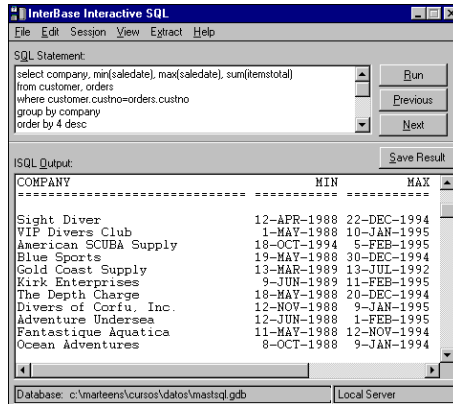 InterBase Interactive SQL
File Edit Session View Extract Help
SQL Statement:
select company, min(saledate), max(saledate), sum(itemstotal)
from customer, orders
where customer.custno=orders.custno
group by company
order by 4 desc
Run
Previous
Next
ISQL Output:
Save Result
COMPANY MIN MAX
=============================== =========== ===========
Sight Diver 12-APR-1988 22-DEC-1994
VIP Divers Club 1-MAY-1988 10-JAN-1995
American SCUBA Supply 18-OCT-1994 5-FEB-1995
Blue Sports 19-MAY-1988 30-DEC-1994
Gold Coast Supply 13-MAR-1989 13-JUL-1992
Kirk Enterprises 9-JUN-1989 11-FEB-1995
The Depth Charge 18-MAY-1988 20-DEC-1994
Divers of Corfu, Inc. 12-NOV-1988 9-JAN-1995
Adventure Undersea 12-JUN-1988 1-FEB-1995
Fantastique Aquatica 11-MAY-1988 12-NOV-1994
Ocean Adventures 8-OCT-1988 9-JAN-1994
Database: c:\marteens\cursos\datos\mastsql.gdb
Local Server